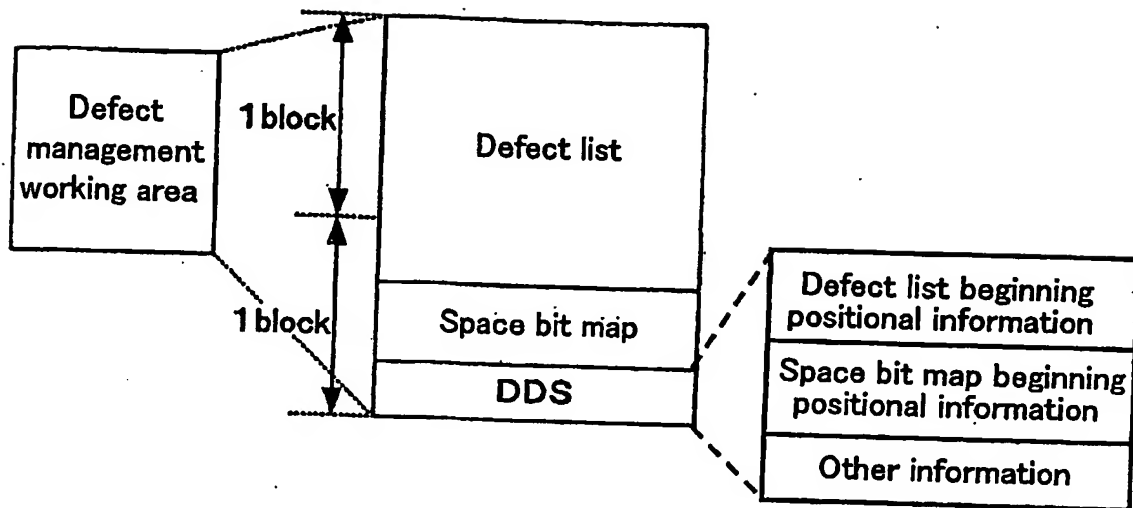 Defect
management
working area
1 block
1 block
Defect list
Space bit map
DDS
Defect list beginning
positional information
Space bit map beginning
positional information
Other information